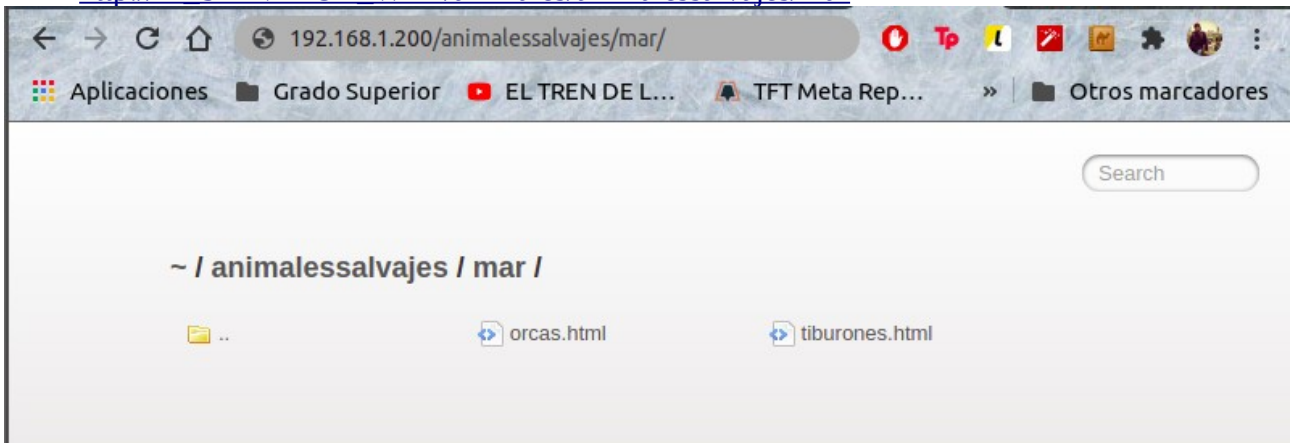 192.168.1.200/animalessalvajes/mar/
Tp
Aplicaciones Grado Superior EL TREN DE L... TFT Meta Rep... » Otros marcadores
Search
~ / animalessalvajes / mar /
.. orcas.html tiburones.html